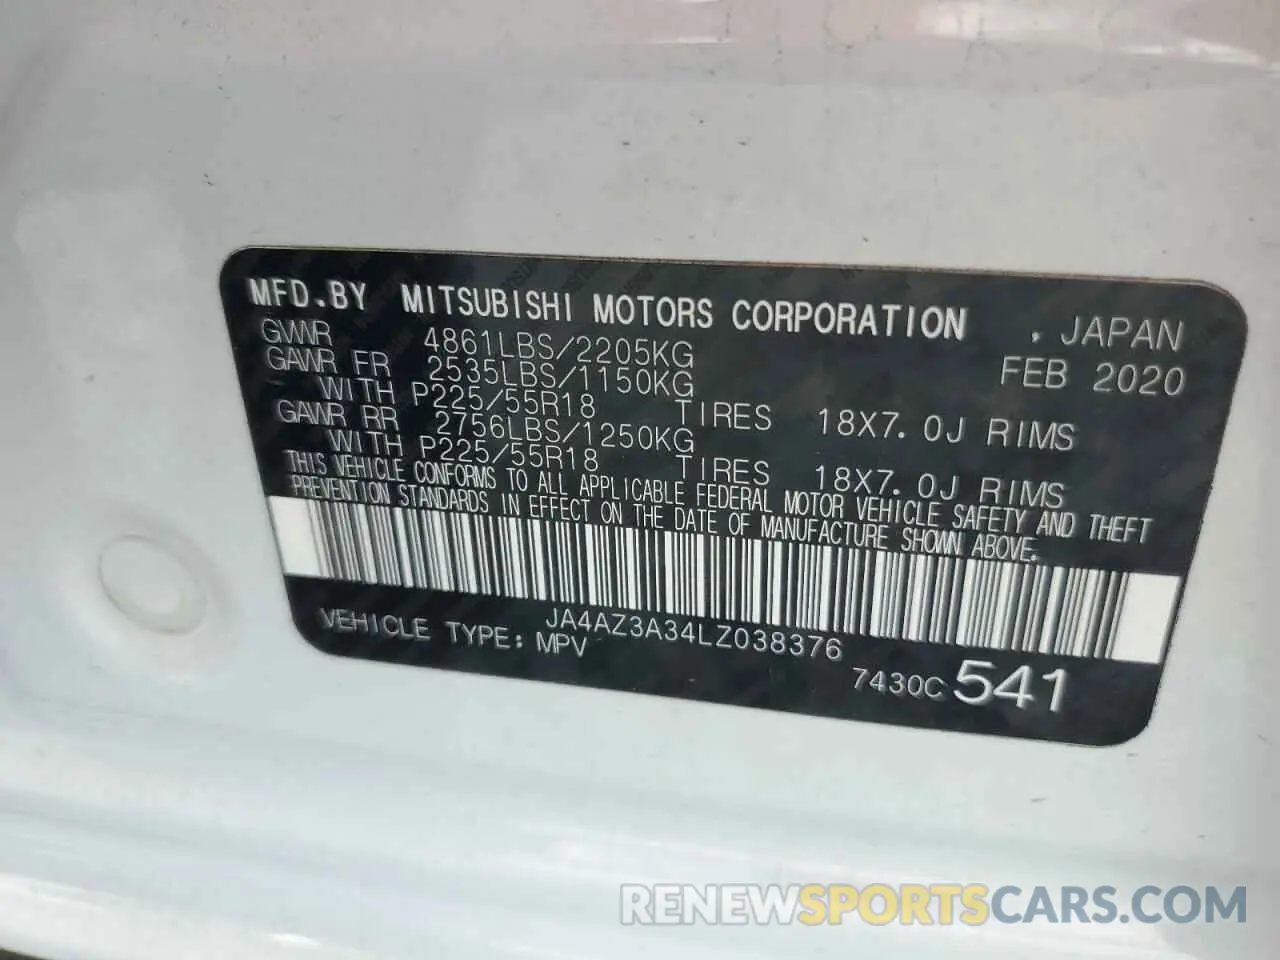 MFD.BY MITSUBISHI MOTORS CORPORATION , JAPAN
GVWR 4861LBS/2205KG FEB 2020
GAWR FR 2535LBS/1150KG
WITH P225/55R18 TIRES 18X7.0J RIMS
GAWR RR 2756LBS/1250KG
WITH P225/55R18 TIRES 18X7.0J RIMS
THIS VEHICLE CONFORMS TO ALL APPLICABLE FEDERAL MOTOR VEHICLE SAFETY AND THEFT
PREVENTION STANDARDS IN EFFECT ON THE DATE OF MANUFACTURE SHOWN ABOVE.
JA4AZ3A34LZ038376
VEHICLE TYPE: MPV
7430C 541
RENEWSPORTSCARS.COM